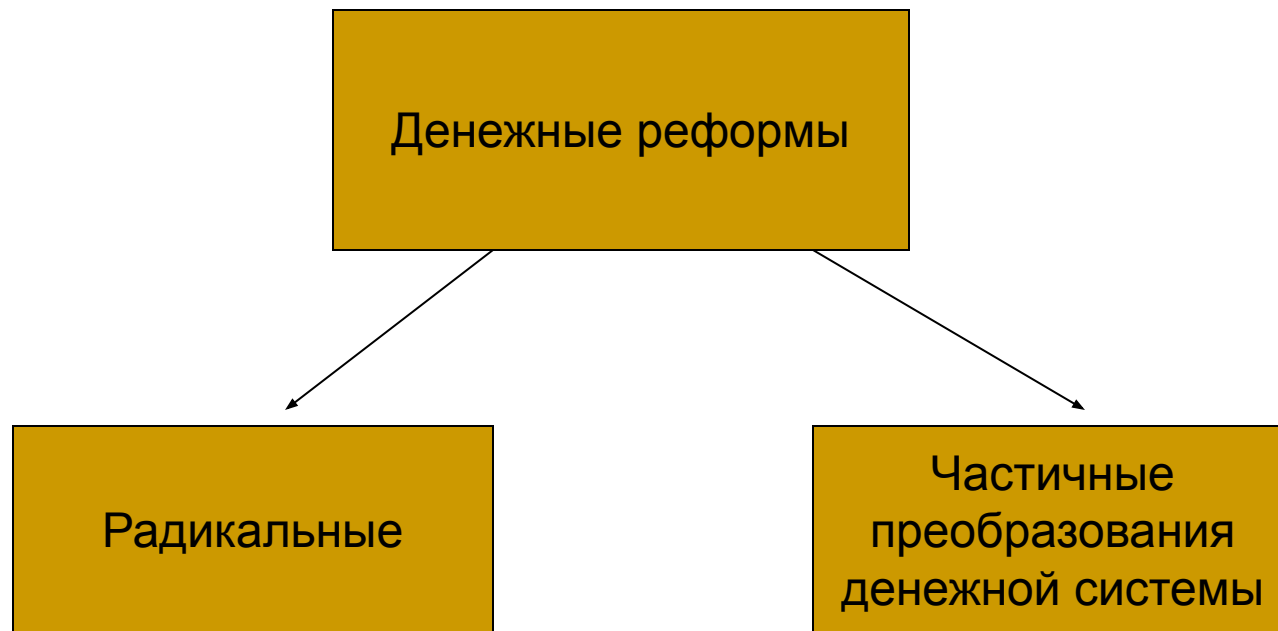 Денежные реформы
Радикальные
Частичные
преобразования
денежной системы